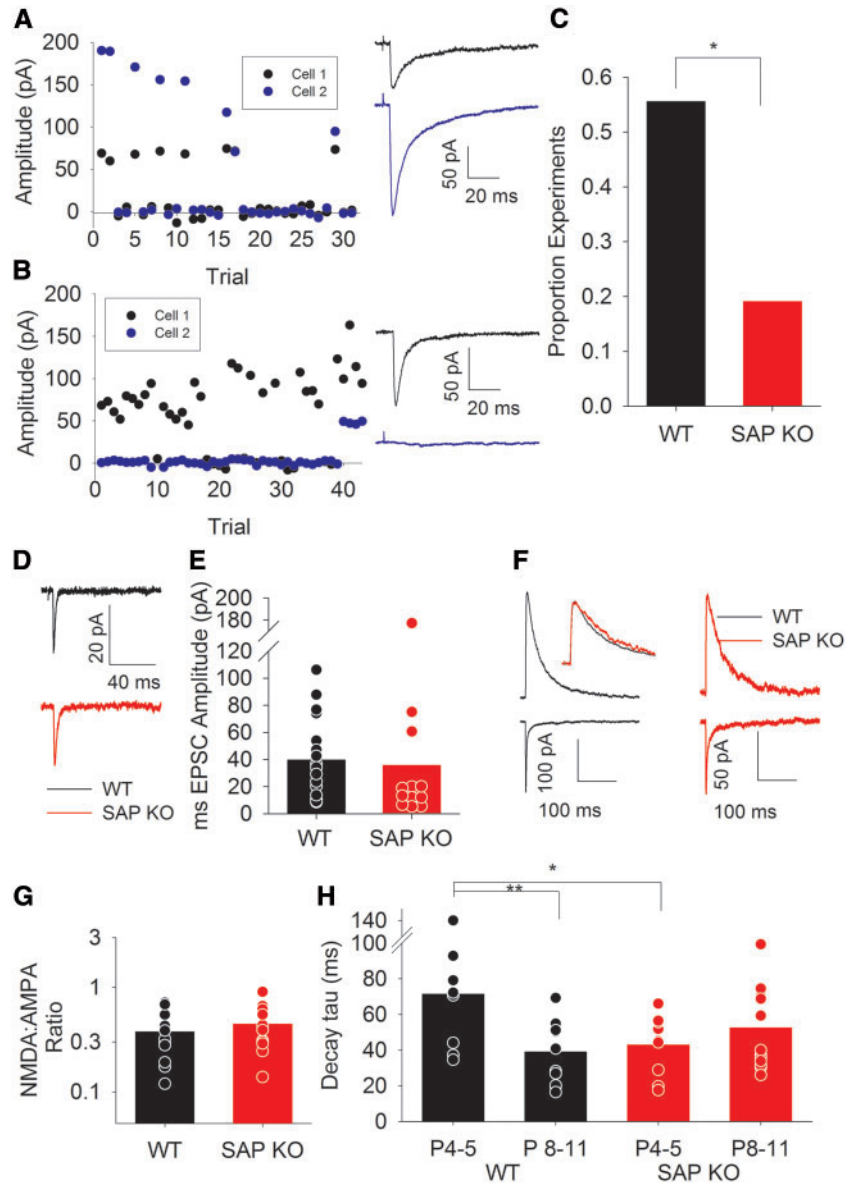 A
200
150
100
50
0
Amplitude (pA)
Cell 1
Cell 2
0 5 10 15 20 25 30
Trial
50 pA
20 ms
B
200
150
100
50
0
Amplitude (pA)
Cell 1
Cell 2
0 10 20 30 40
Trial
50 pA
20 ms
C
*
0.6
0.5
0.4
0.3
0.2
0.1
0.0
Proportion Experiments
WT SAP KO
D
20 pA
40 ms
WT
SAP KO
E
200
180
120
100
80
60
40
20
0
ms EPSC Amplitude (pA)
WT SAP KO
F
WT
SAP KO
100 pA
100 ms
50 pA
100 ms
G
3
1
0.3
0.1
NMDA:AMPA
Ratio
WT SAP KO
H
*
**
140
100
80
60
40
20
0
Decay tau (ms)
P4-5 P 8-11 P4-5 P8-11
WT SAP KO